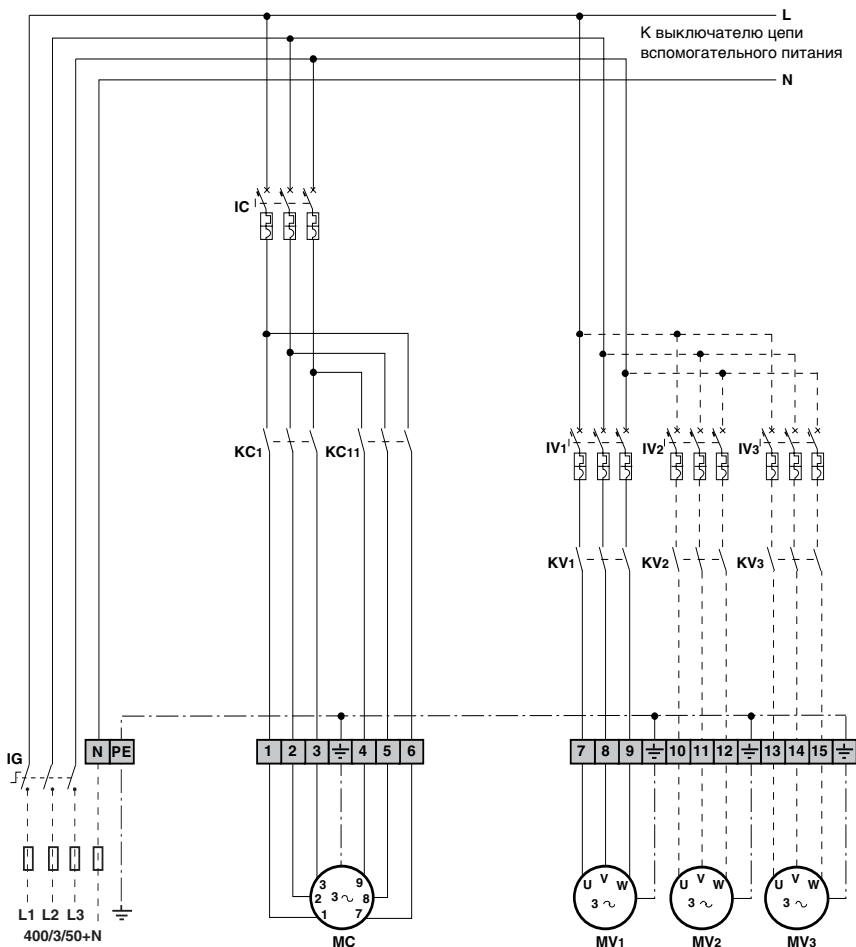 L
К выключателю цепи
вспомогательного питания
N
IC
KC1 KC11
IV1 IV2 IV3
KV1 KV2 KV3
IG
N PE
1 2 3 4 5 6
7 8 9 10 11 12 13 14 15
3 9
2 3 ~ 8
1 7
U V W U V W U V W
3 ~ 3 ~ 3 ~
L1 L2 L3
400/3/50+N
MC MV1 MV2 MV3